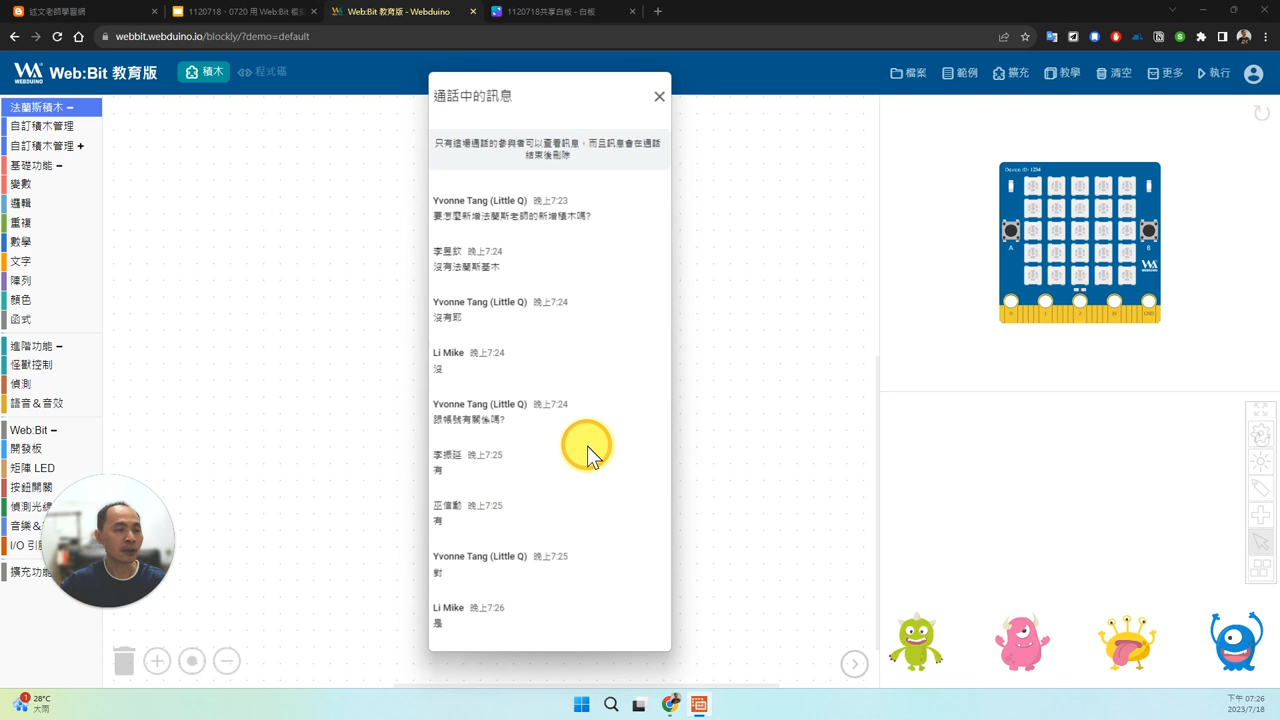 述文老師學習網
1120718、0720 用 Web:Bit 模
Web:Bit 教育版 - Webduino
1120718共享白板 - 白板
webbit.webduino.io/blockly/?demo=default
WEBDUINO
Web:Bit 教育版
積木
程式碼
檔案
範例
擴充
教學
清空
更多
執行
法蘭斯積木
自訂積木管理
自訂積木管理
基礎功能
變數
邏輯
重複
數學
文字
陣列
顏色
函式
進階功能
怪獸控制
偵測
語音&音效
Web:Bit
開發板
矩陣 LED
按鈕開關
偵測光線
音樂&
I/O 引腳
擴充功能
通話中的訊息
只有這場通話的參與者可以查看訊息,而且訊息會在通話
結束後刪除
Yvonne Tang (Little Q) 晚上7:23
要怎麼新增法蘭斯老師的新增積木嗎?
李昱欽 晚上7:24
沒有法蘭斯基木
Yvonne Tang (Little Q) 晚上7:24
沒有耶
Li Mike 晚上7:24
沒
Yvonne Tang (Little Q) 晚上7:24
跟帳號有關係嗎?
李振延 晚上7:25
有
巫信勳 晚上7:25
有
Yvonne Tang (Little Q) 晚上7:25
對
Li Mike 晚上7:26
是
Device ID: 1234
A
B
0
1
2
3V
GND
1
28°C
大雨
下午 07:26
2023/7/18